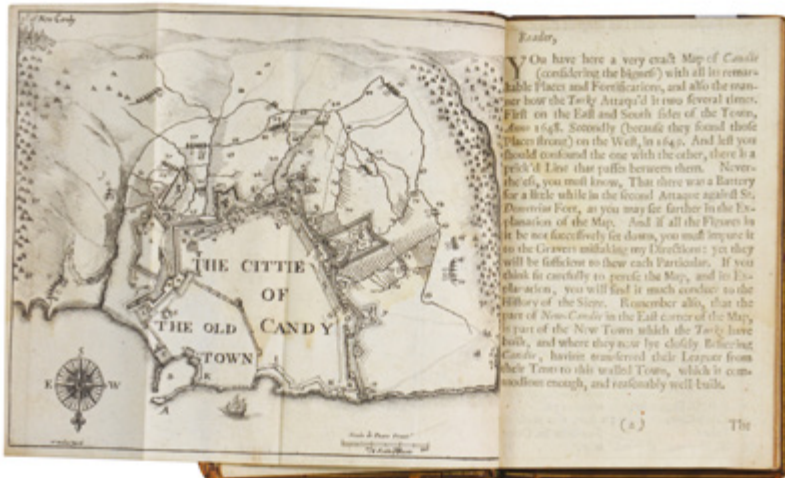 New Candy
THE CITTIE
OF
CANDY
THE OLD
TOWN
S
E
W
A
Reader,
YOu have here a very exact Map of Candie
(considering the bigness) with all its remar-
kable Places and Fortifications, and also the man-
ner how the Turks Attaqu'd it two several times.
First on the East and South sides of the Town,
Anno 1648. Secondly (because they found those
Places strong) on the West, in 1649. And lest you
should confound the one with the other, there is a
prick'd Line that passes between them. Never-
theless, you must know, That there was a Battery
for a little while in the second Attaque against St.
Demetrius Fort, as you may see farther in the Ex-
planation of the Map. And if all the Figures in
it be not successively set down, you must impute it
to the Gravers mistaking my Directions: yet they
will be sufficient to shew each Particular. If you
think fit carefully to peruse the Map, and its Ex-
planation, you will find it much conduce to the
History of the Siege. Remember also, that the
part of New-Candie in the East corner of the Map,
is part of the New Town which the Turks have
built, and where they now lye closely Besieging
Candie, having transferred their Leaguer from
their Tents to this walled Town, which is com-
modious enough, and reasonably well built.
(2)
The